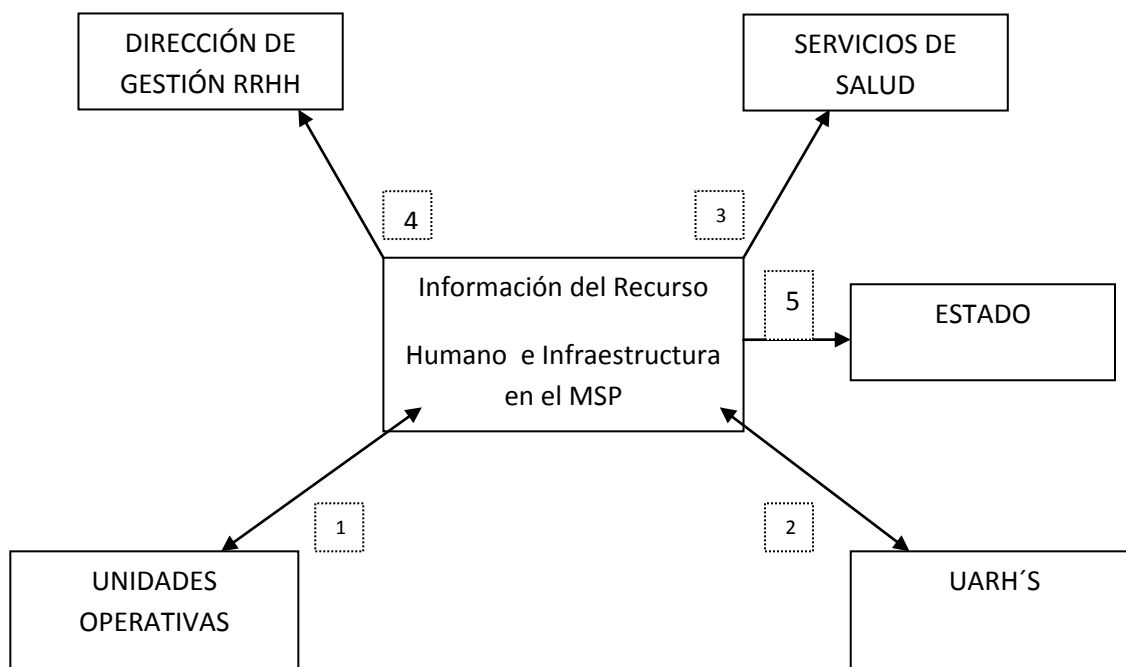 DIRECCIÓN DE
GESTIÓN RRHH
SERVICIOS DE
SALUD
4
3
Información del Recurso
Humano e Infraestructura
en el MSP
5
ESTADO
1
2
UNIDADES
OPERATIVAS
UARH´S